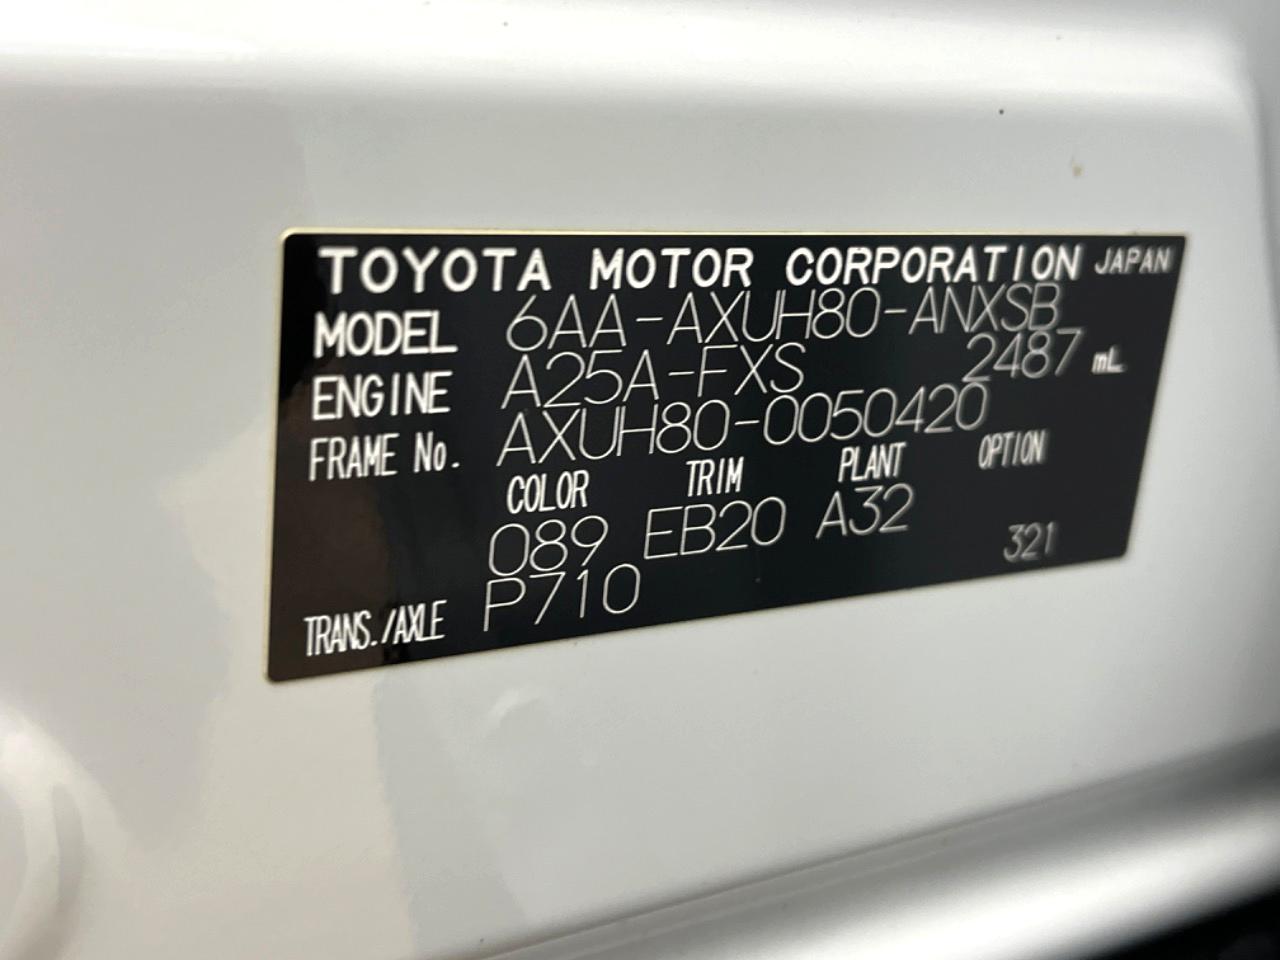 TOYOTA MOTOR CORPORATION JAPAN
MODEL 6AA-AXUH80-ANXSB
ENGINE A25A-FXS 2487 mL
FRAME No. AXUH80-0050420
COLOR TRIM PLANT OPTION
089 EB20 A32 321
TRANS./AXLE P710